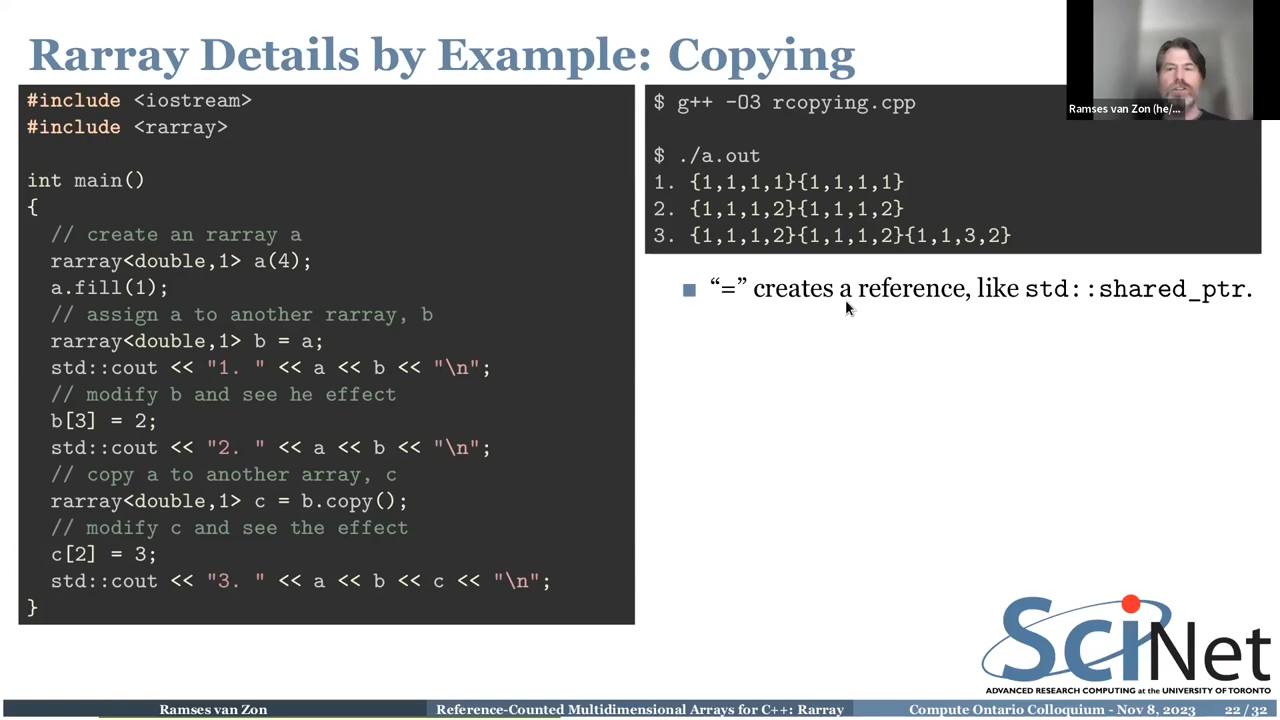 Rarray Details by Example: Copying
#include <iostream>
#include <rarray>
int main()
{
// create an rarray a
rarray<double,1> a(4);
a.fill(1);
// assign a to another rarray, b
rarray<double,1> b = a;
std::cout << "1. " << a << b << "\n";
// modify b and see he effect
b[3] = 2;
std::cout << "2. " << a << b << "\n";
// copy a to another array, c
rarray<double,1> c = b.copy();
// modify c and see the effect
c[2] = 3;
std::cout << "3. " << a << b << c << "\n";
}
$ g++ -O3 rcopying.cpp
$ ./a.out
1. {1,1,1,1}{1,1,1,1}
2. {1,1,1,2}{1,1,1,2}
3. {1,1,1,2}{1,1,1,2}{1,1,3,2}
“=” creates a reference, like std::shared_ptr.
Ramses van Zon (he/...
SciNet
ADVANCED RESEARCH COMPUTING at the UNIVERSITY OF TORONTO
Ramses van Zon
Reference-Counted Multidimensional Arrays for C++: Rarray
Compute Ontario Colloquium - Nov 8, 2023
22 / 32